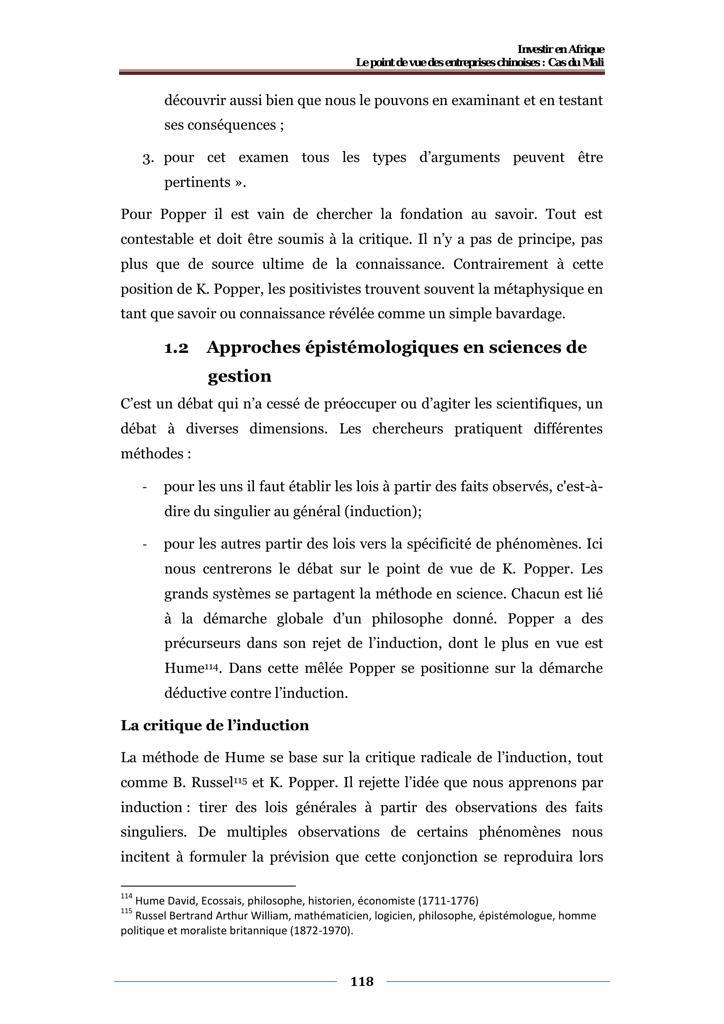 Investir en Afrique
Le point de vue des entreprises chinoises : Cas du Mali
découvrir aussi bien que nous le pouvons en examinant et en testant
ses conséquences ;
3. pour cet examen tous les types d’arguments peuvent être
pertinents ».
Pour Popper il est vain de chercher la fondation au savoir. Tout est
contestable et doit être soumis à la critique. Il n’y a pas de principe, pas
plus que de source ultime de la connaissance. Contrairement à cette
position de K. Popper, les positivistes trouvent souvent la métaphysique en
tant que savoir ou connaissance révélée comme un simple bavardage.
1.2 Approches épistémologiques en sciences de
gestion
C’est un débat qui n’a cessé de préoccuper ou d’agiter les scientifiques, un
débat à diverses dimensions. Les chercheurs pratiquent différentes
méthodes :
- pour les uns il faut établir les lois à partir des faits observés, c'est-à-
dire du singulier au général (induction);
- pour les autres partir des lois vers la spécificité de phénomènes. Ici
nous centrerons le débat sur le point de vue de K. Popper. Les
grands systèmes se partagent la méthode en science. Chacun est lié
à la démarche globale d’un philosophe donné. Popper a des
précurseurs dans son rejet de l’induction, dont le plus en vue est
Hume114. Dans cette mêlée Popper se positionne sur la démarche
déductive contre l’induction.
La critique de l’induction
La méthode de Hume se base sur la critique radicale de l’induction, tout
comme B. Russel115 et K. Popper. Il rejette l’idée que nous apprenons par
induction : tirer des lois générales à partir des observations des faits
singuliers. De multiples observations de certains phénomènes nous
incitent à formuler la prévision que cette conjonction se reproduira lors
114 Hume David, Ecossais, philosophe, historien, économiste (1711-1776)
115 Russel Bertrand Arthur William, mathématicien, logicien, philosophe, épistémologue, homme
politique et moraliste britannique (1872-1970).
118